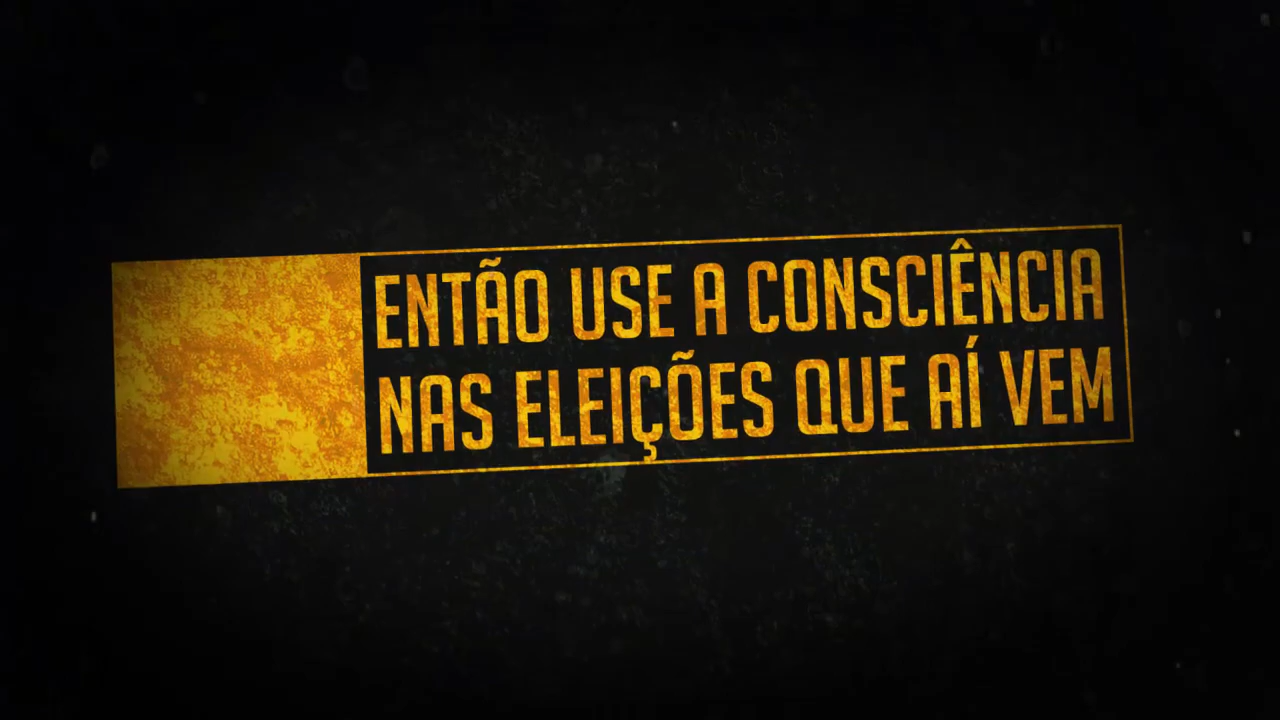 ENTÃO USE A CONSCIÊNCIA
NAS ELEIÇÕES QUE AÍ VEM